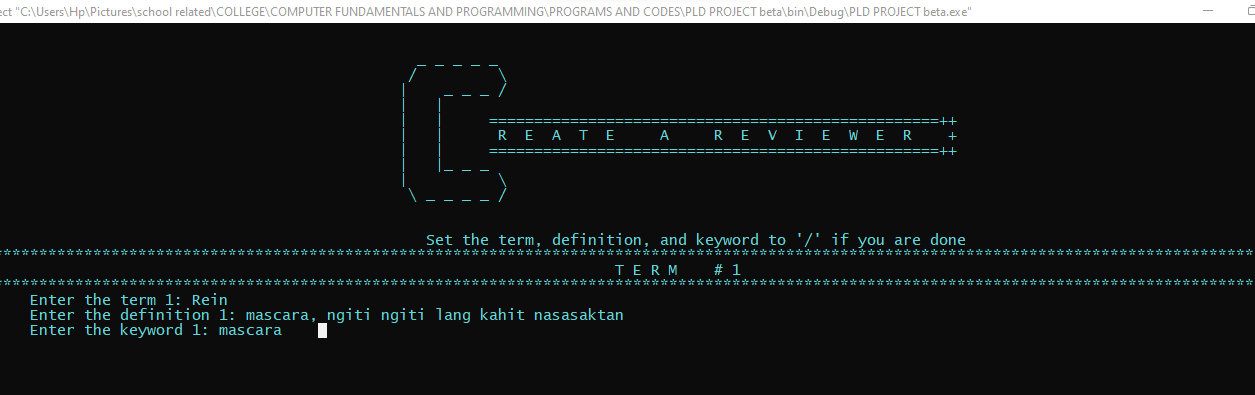 ect "C:\Users\Hp\Pictures\school related\COLLEGE\COMPUTER FUNDAMENTALS AND PROGRAMMING\PROGRAMS AND CODES\PLD PROJECT beta\bin\Debug\PLD PROJECT beta.exe"
R E A T E   A   R E V I E W E R
Set the term, definition, and keyword to '/' if you are done
T E R M   # 1
Enter the term 1: Rein
Enter the definition 1: mascara, ngiti ngiti lang kahit nasasaktan
Enter the keyword 1: mascara